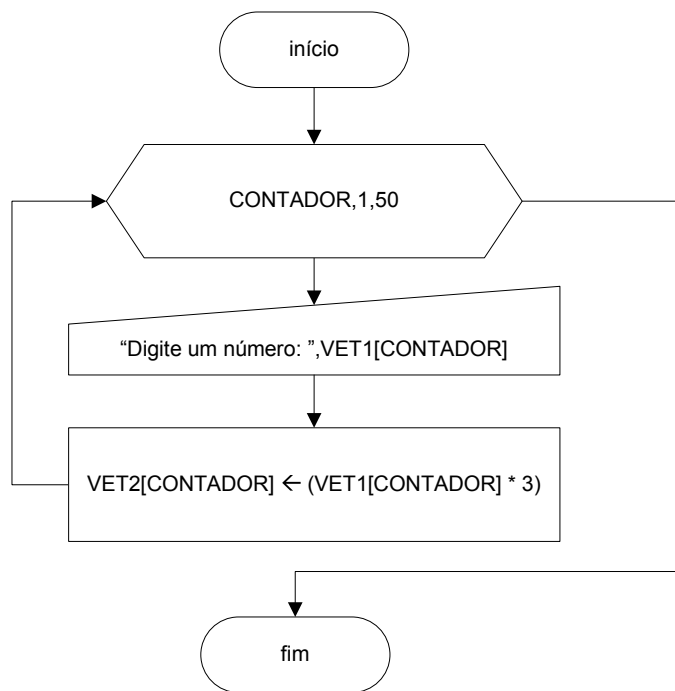 início
CONTADOR,1,50
“Digite um número: ”,VET1[CONTADOR]
VET2[CONTADOR] ← (VET1[CONTADOR] * 3)
fim